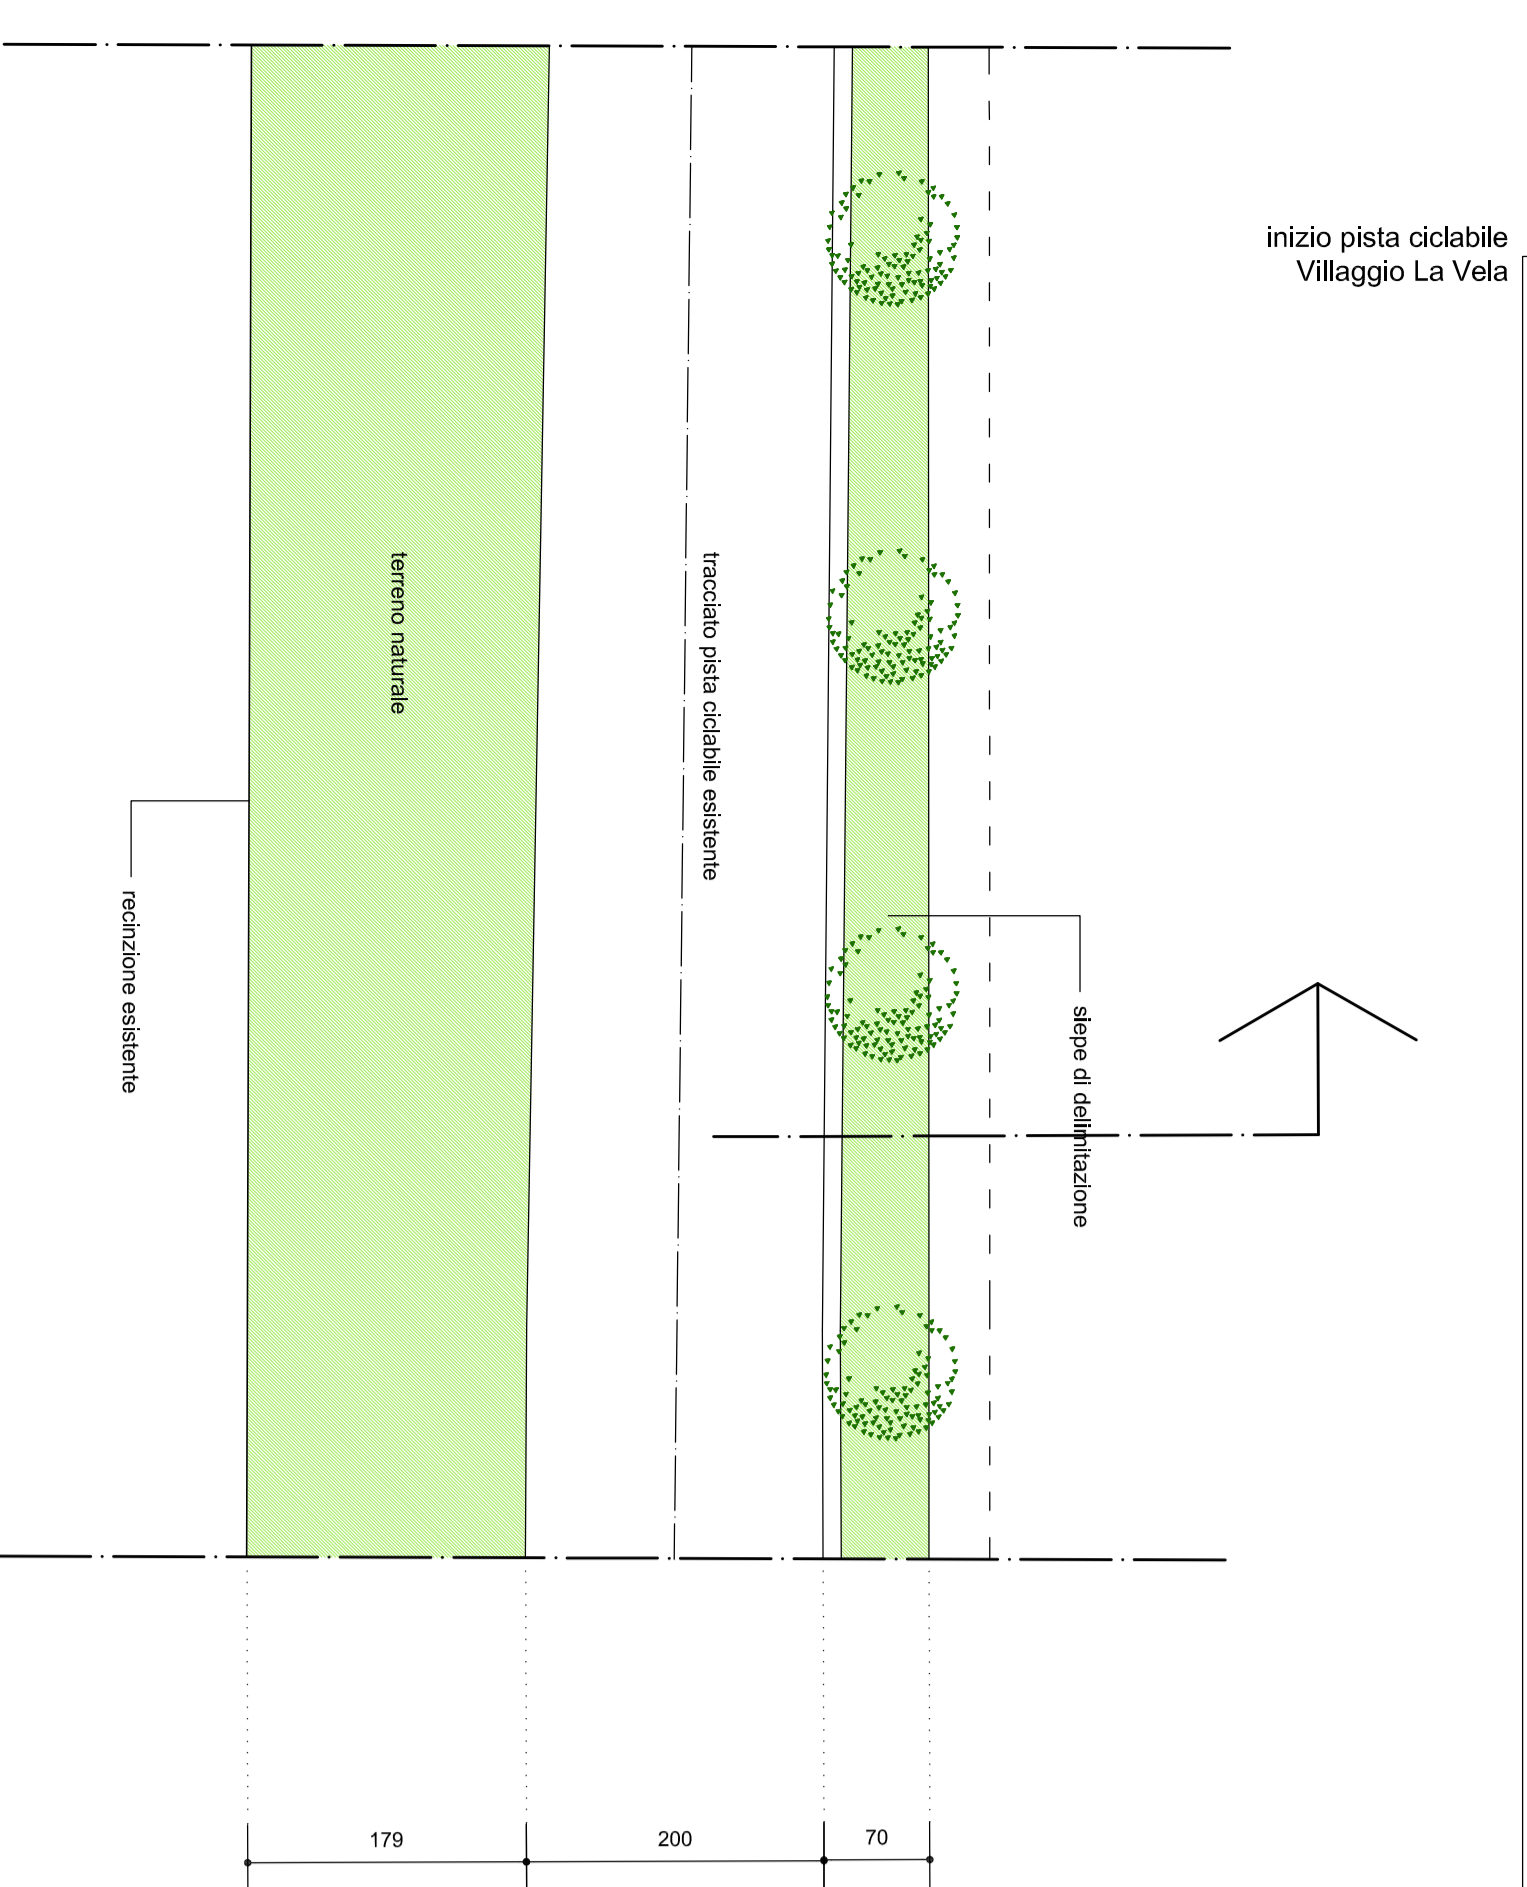 inizio pista ciclabile
Villaggio La Vela
terreno naturale
tracciato pista ciclabile esistente
recinzione esistente
siepe di delimitazione
179
200
70